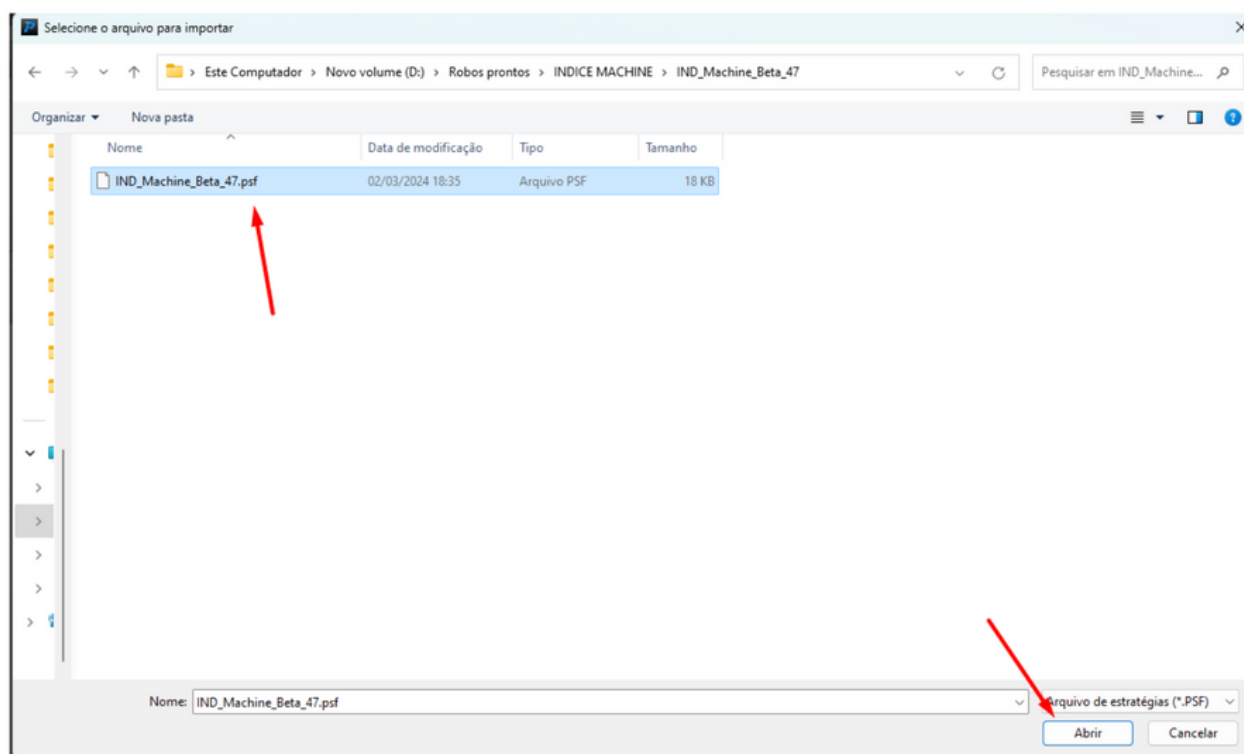 Selecione o arquivo para importar
Este Computador > Novo volume (D:) > Robos prontos > INDICE MACHINE > IND_Machine_Beta_47
Pesquisar em IND_Machine...
Organizar Nova pasta
Nome Data de modificação Tipo Tamanho
IND_Machine_Beta_47.psf 02/03/2024 18:35 Arquivo PSF 18 KB
Nome: IND_Machine_Beta_47.psf Arquivo de estratégias (*.PSF)
Abrir Cancelar